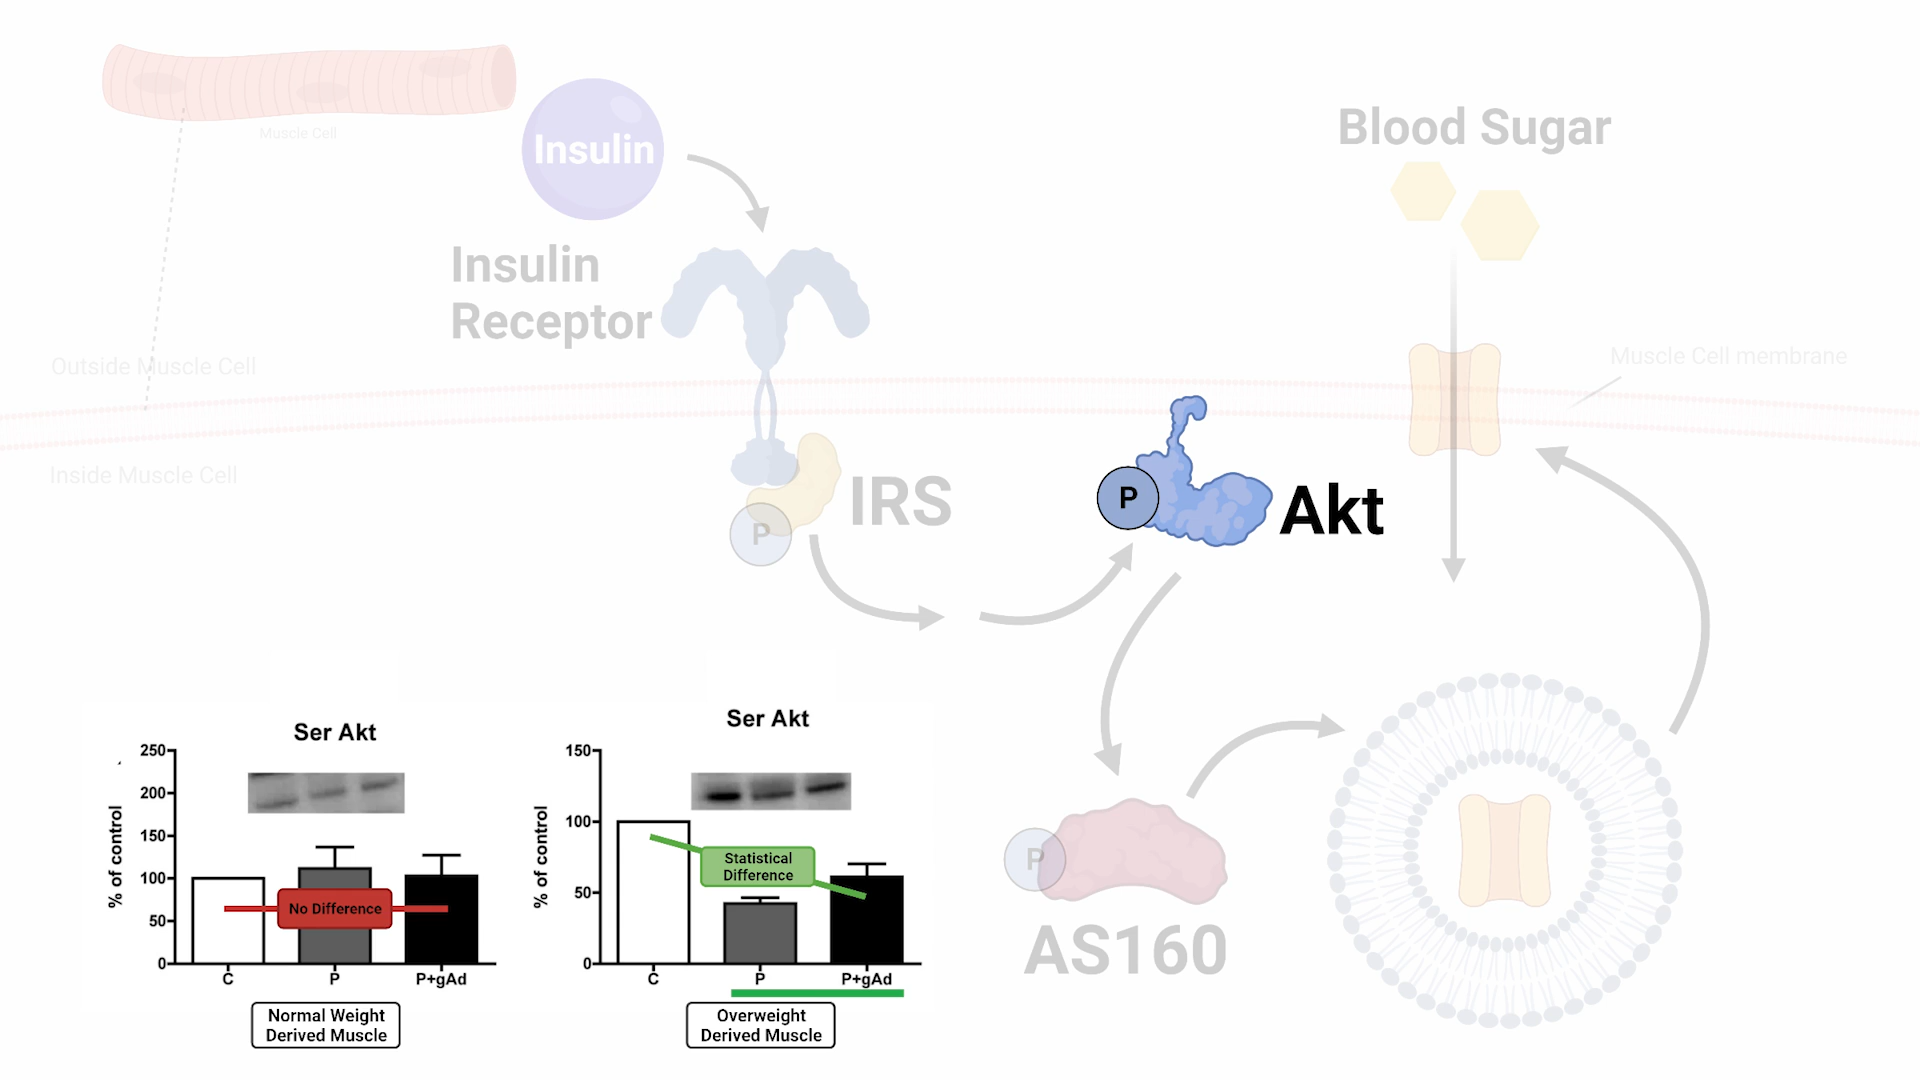 Muscle Cell
Insulin
Insulin
Receptor
Blood Sugar
Outside Muscle Cell
Muscle Cell membrane
Inside Muscle Cell
P
IRS
P
Akt
P
AS160
Ser Akt
% of control
250
200
150
100
50
0
No Difference
C
P
P+gAd
Normal Weight
Derived Muscle
Ser Akt
% of control
150
100
50
0
Statistical
Difference
C
P
P+gAd
Overweight
Derived Muscle